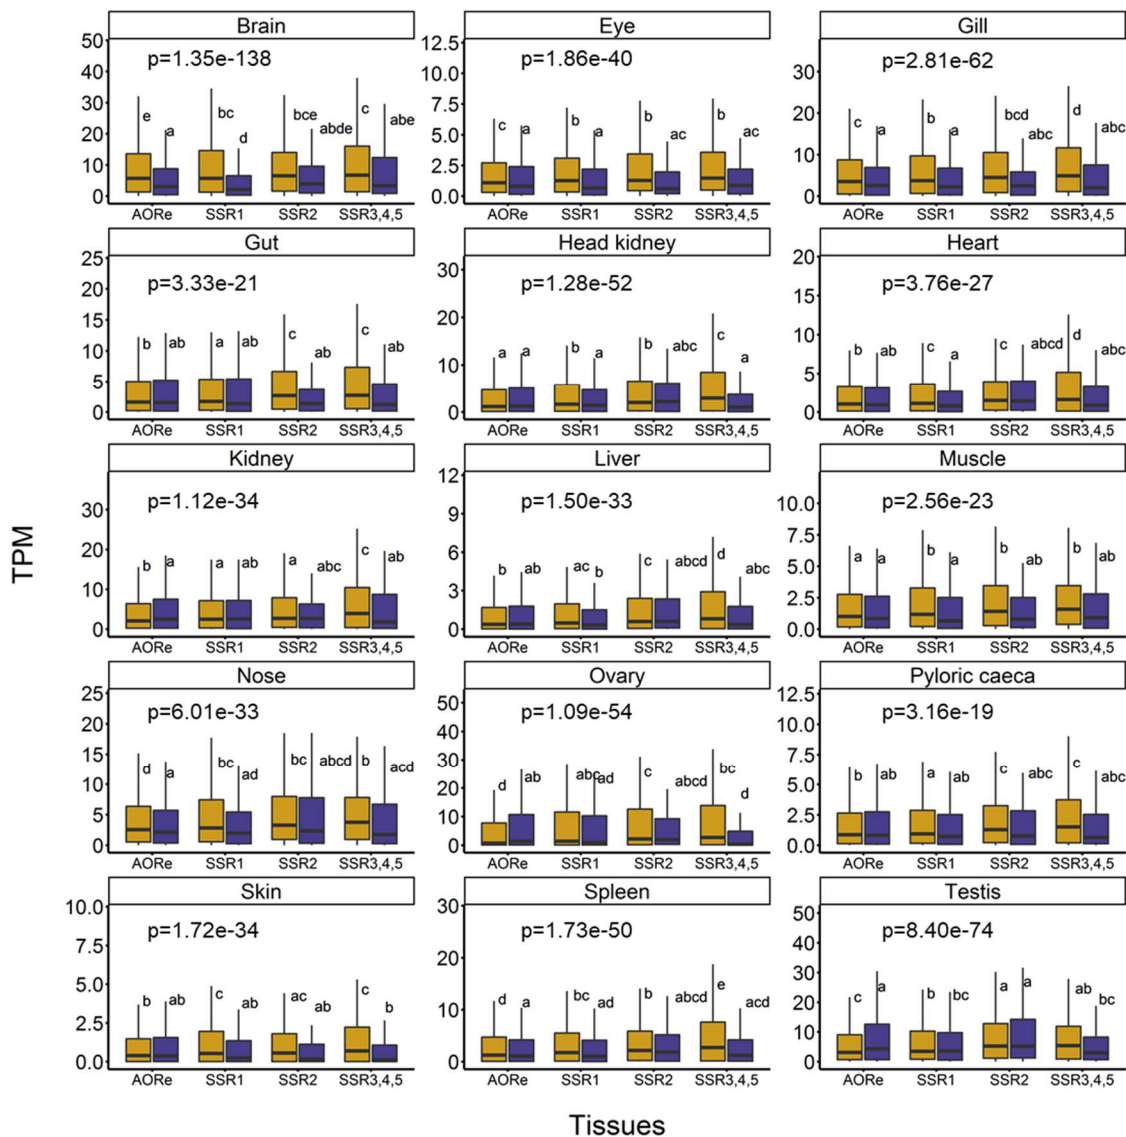 Brain Eye Gill
50 12.5
p=1.35e-138 p=1.86e-40 p=2.81e-62
40 10.0 30
30 7.5 20
20 5.0
10 2.5 10
0 0.0 0
e a bc d bce abde c abe
c a b a b ac b ac
c a b a bcd abc d abc
AORe SSR1 SSR2 SSR3,4,5 AORe SSR1 SSR2 SSR3,4,5 AORe SSR1 SSR2 SSR3,4,5
Gut Head kidney Heart
25 30 20
p=3.33e-21 p=1.28e-52 p=3.76e-27
20 15
15 20 10
10 10 5
5
0 0 0
b ab a ab c ab c ab
a a b a b abc c a
b b c a c abcd d abc
AORe SSR1 SSR2 SSR3,4,5 AORe SSR1 SSR2 SSR3,4,5 AORe SSR1 SSR2 SSR3,4,5
Kidney Liver Muscle
30 12 10.0
p=1.12e-34 p=1.50e-33 p=2.56e-23
20 9 7.5
10 6 5.0
3 2.5
0 0 0.0
b a a ab a abc c ab
b ab ac b c abcd d abc
a a b a b a b a
AORe SSR1 SSR2 SSR3,4,5 AORe SSR1 SSR2 SSR3,4,5 AORe SSR1 SSR2 SSR3,4,5
TPM
Nose Ovary Pyloric caeca
25 50 12.5
p=6.01e-33 p=1.09e-54 p=3.16e-19
20 40 10.0
15 30 7.5
10 20 5.0
5 10 2.5
0 0 0.0
d a bc ad bc abcd b acd
d ab abc ad c abcd bc d
b ab a ab c abc c ab
AORe SSR1 SSR2 SSR3,4,5 AORe SSR1 SSR2 SSR3,4,5 AORe SSR1 SSR2 SSR3,4,5
Skin Spleen Testis
10.0 30 50
p=1.72e-34 p=1.73e-50 p=8.40e-74
7.5 20 40
5.0 30
2.5 10 20
10
0.0 0 0
b ab c ab ac ab c b
d a bc ad b abcd e acd
c a b bc a a ab bc
AORe SSR1 SSR2 SSR3,4,5 AORe SSR1 SSR2 SSR3,4,5 AORe SSR1 SSR2 SSR3,4,5
Tissues